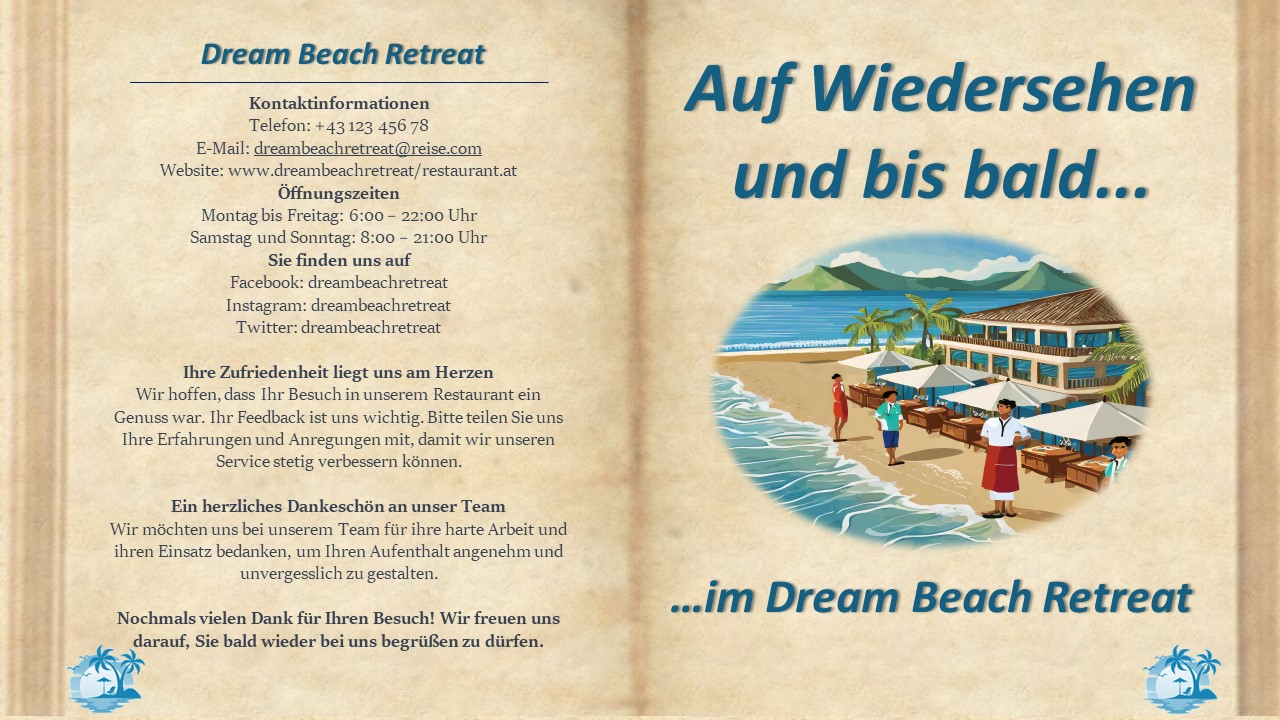 Dream Beach Retreat
Kontaktinformationen
Telefon: +43 123 456 78
E-Mail: dreambeachretreat@reise.com
Website: www.dreambeachretreat/restaurant.at
Öffnungszeiten
Montag bis Freitag: 6:00 – 22:00 Uhr
Samstag und Sonntag: 8:00 – 21:00 Uhr
Sie finden uns auf
Facebook: dreambeachretreat
Instagram: dreambeachretreat
Twitter: dreambeachretreat
Ihre Zufriedenheit liegt uns am Herzen
Wir hoffen, dass Ihr Besuch in unserem Restaurant ein
Genuss war. Ihr Feedback ist uns wichtig. Bitte teilen Sie uns
Ihre Erfahrungen und Anregungen mit, damit wir unseren
Service stetig verbessern können.
Ein herzliches Dankeschön an unser Team
Wir möchten uns bei unserem Team für ihre harte Arbeit und
ihren Einsatz bedanken, um Ihren Aufenthalt angenehm und
unvergesslich zu gestalten.
Nochmals vielen Dank für Ihren Besuch! Wir freuen uns
darauf, Sie bald wieder bei uns begrüßen zu dürfen.
Auf Wiedersehen
und bis bald...
...im Dream Beach Retreat